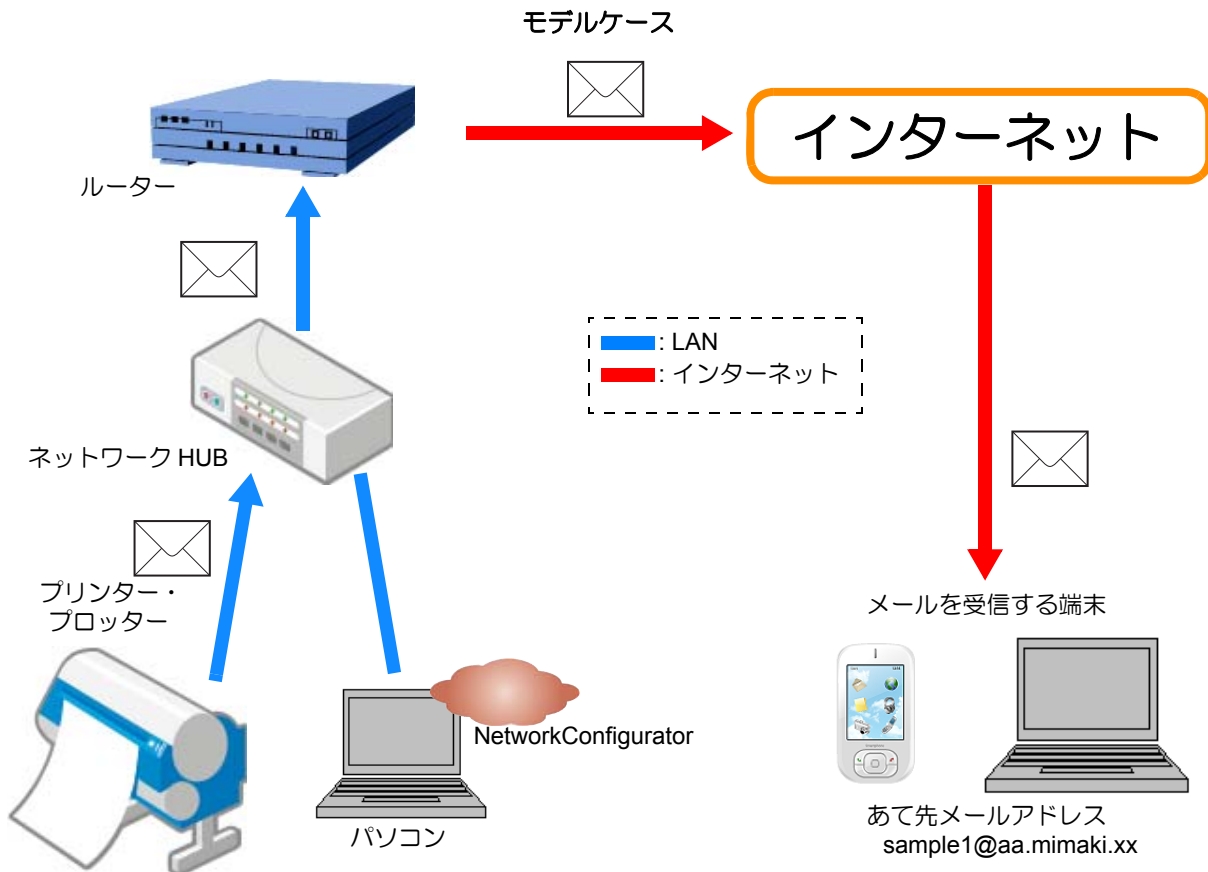 モデルケース
インターネット
ルーター
: LAN
: インターネット
ネットワーク HUB
プリンター・
プロッター
メールを受信する端末
NetworkConfigurator
パソコン
あて先メールアドレス
sample1@aa.mimaki.xx